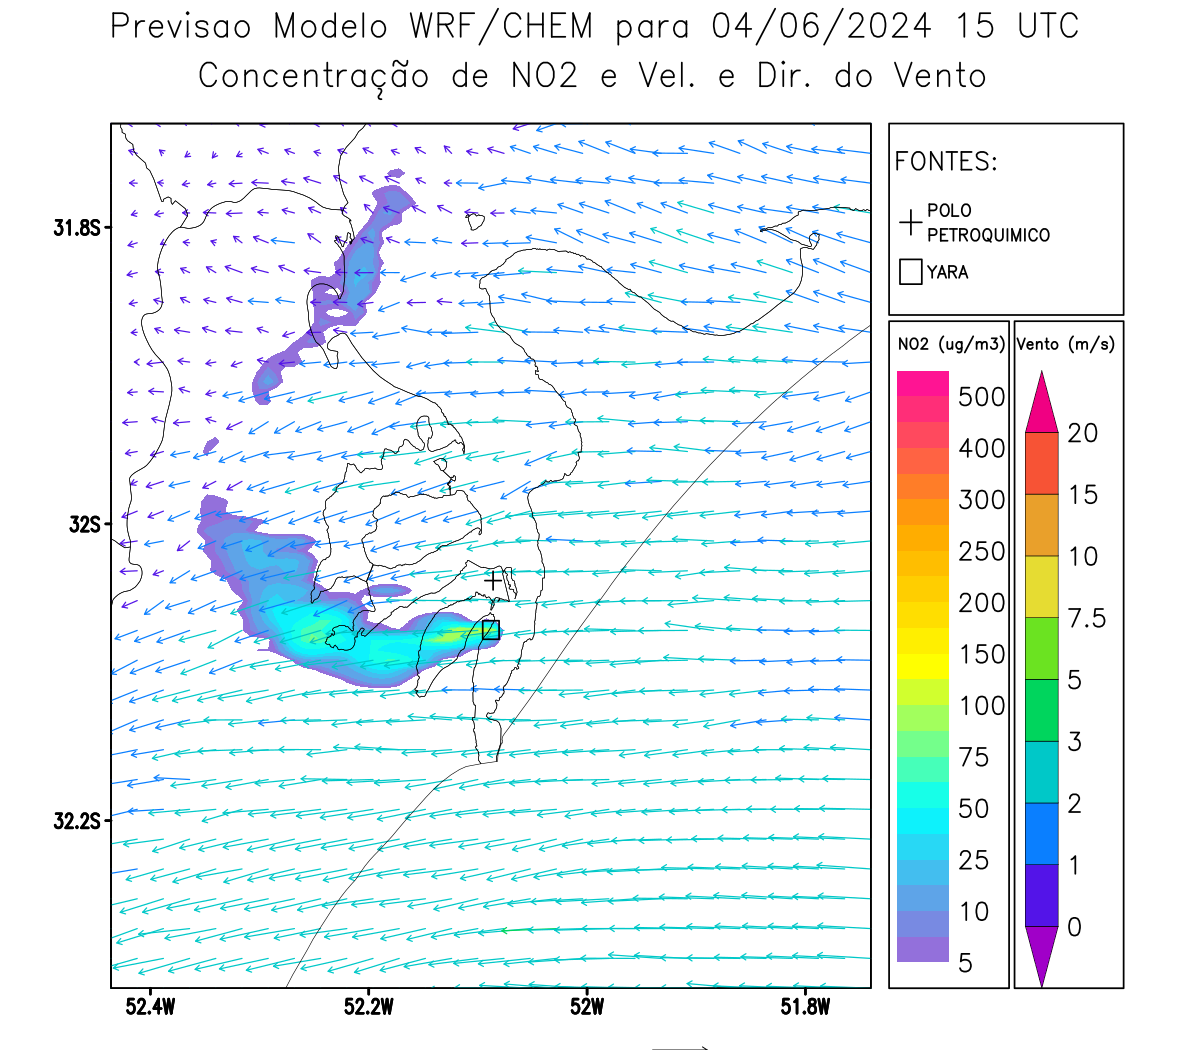 Previsao Modelo WRF/CHEM para 04/06/2024 15 UTC
Concentração de NO2 e Vel. e Dir. do Vento
FONTES:
POLO
PETROQUIMICO
YARA
NO2 (ug/m3)
500
400
300
250
200
150
100
75
50
25
10
5
Vento (m/s)
20
15
10
7.5
5
3
2
1
0
31.8S
32S
32.2S
52.4W 52.2W 52W 51.8W